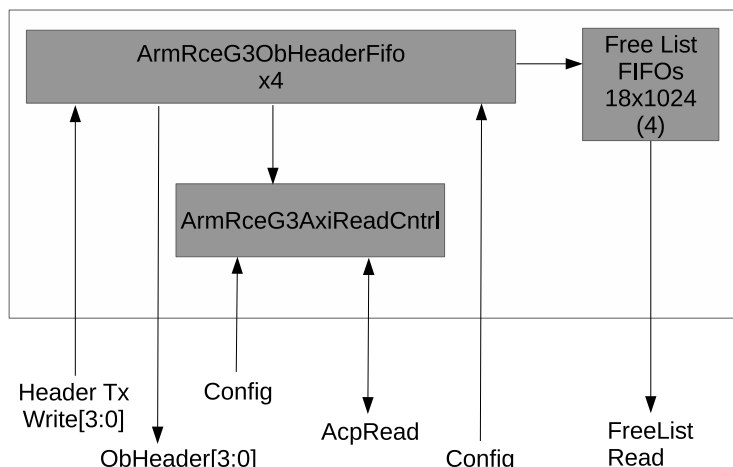 ArmRceG3ObHeaderFifo
x4
Free List
FIFOs
18x1024
(4)
ArmRceG3AxiReadCntrl
Header Tx
Write[3:0]
Config
ObHeader[3:0]
AcpRead
Config
FreeList
Read